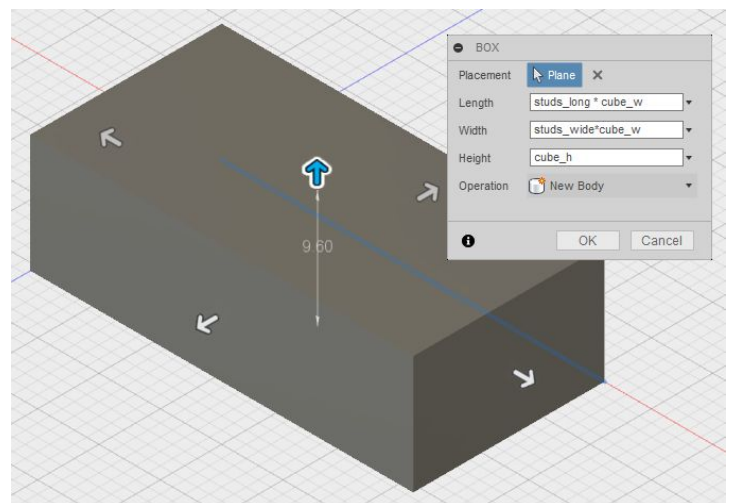 BOX
Placement Plane
Length studs_long * cube_w
Width studs_wide*cube_w
Height cube_h
Operation New Body
OK Cancel
9.60